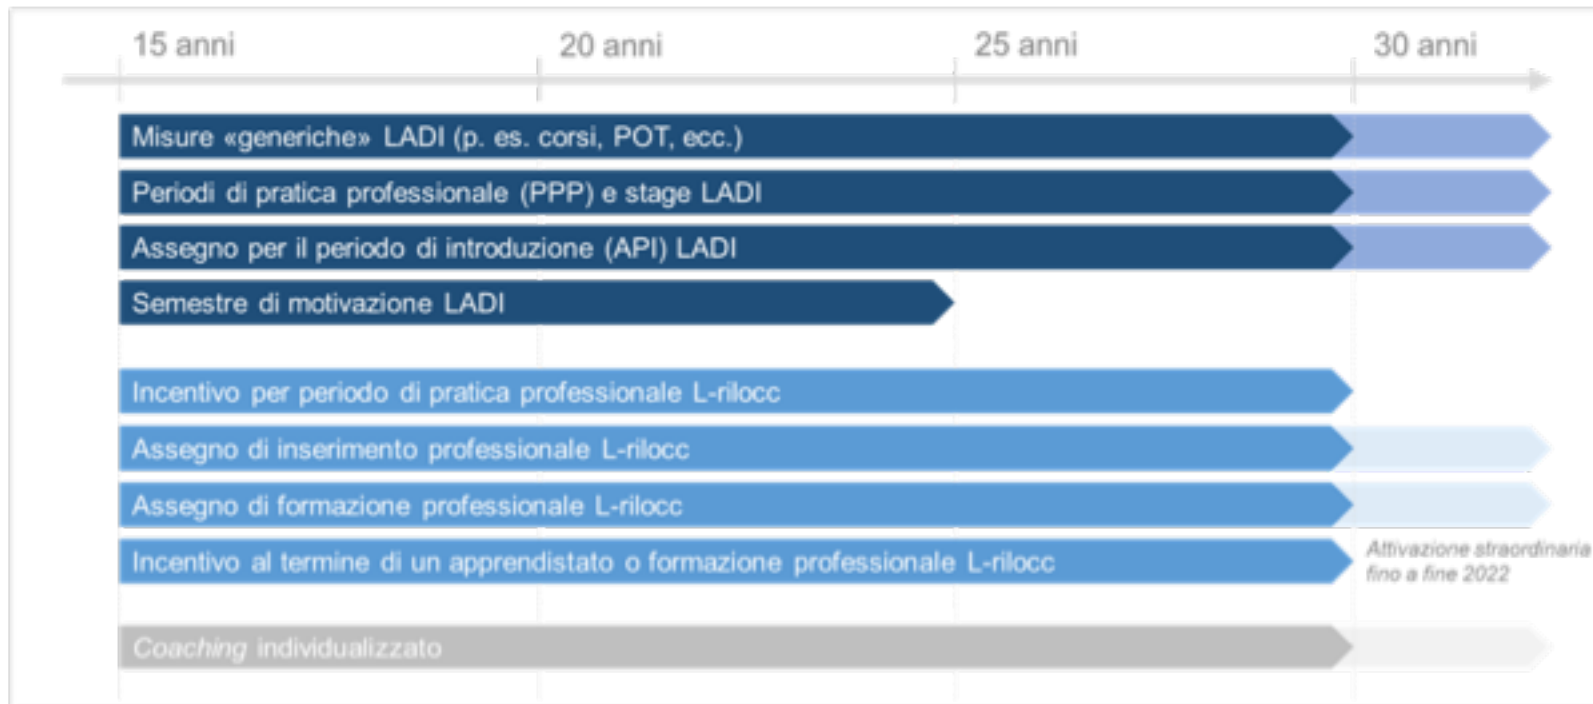 15 anni 20 anni 25 anni 30 anni
Misure «generiche» LADI (p. es. corsi, POT, ecc.)
Periodi di pratica professionale (PPP) e stage LADI
Assegno per il periodo di introduzione (API) LADI
Semestre di motivazione LADI
Incentivo per periodo di pratica professionale L-rilocc
Assegno di inserimento professionale L-rilocc
Assegno di formazione professionale L-rilocc
Incentivo al termine di un apprendistato o formazione professionale L-rilocc
Attivazione straordinaria
fino a fine 2022
Coaching individualizzato